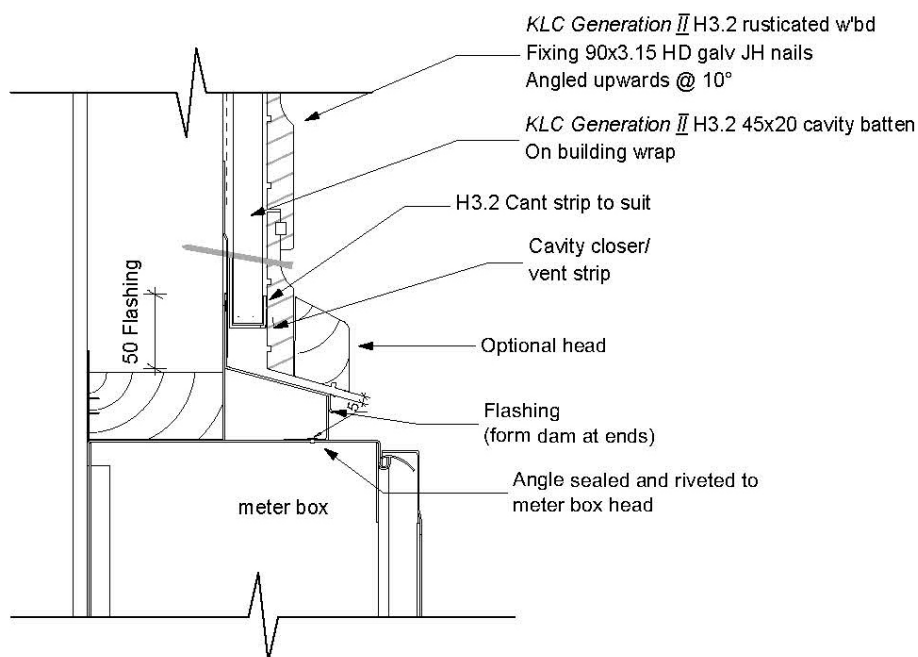 KLC Generation II H3.2 rusticated w'bd
Fixing 90x3.15 HD galv JH nails
Angled upwards @ 10°
KLC Generation II H3.2 45x20 cavity batten
On building wrap
H3.2 Cant strip to suit
Cavity closer/
vent strip
50 Flashing
Optional head
5
Flashing
(form dam at ends)
Angle sealed and riveted to
meter box head
meter box